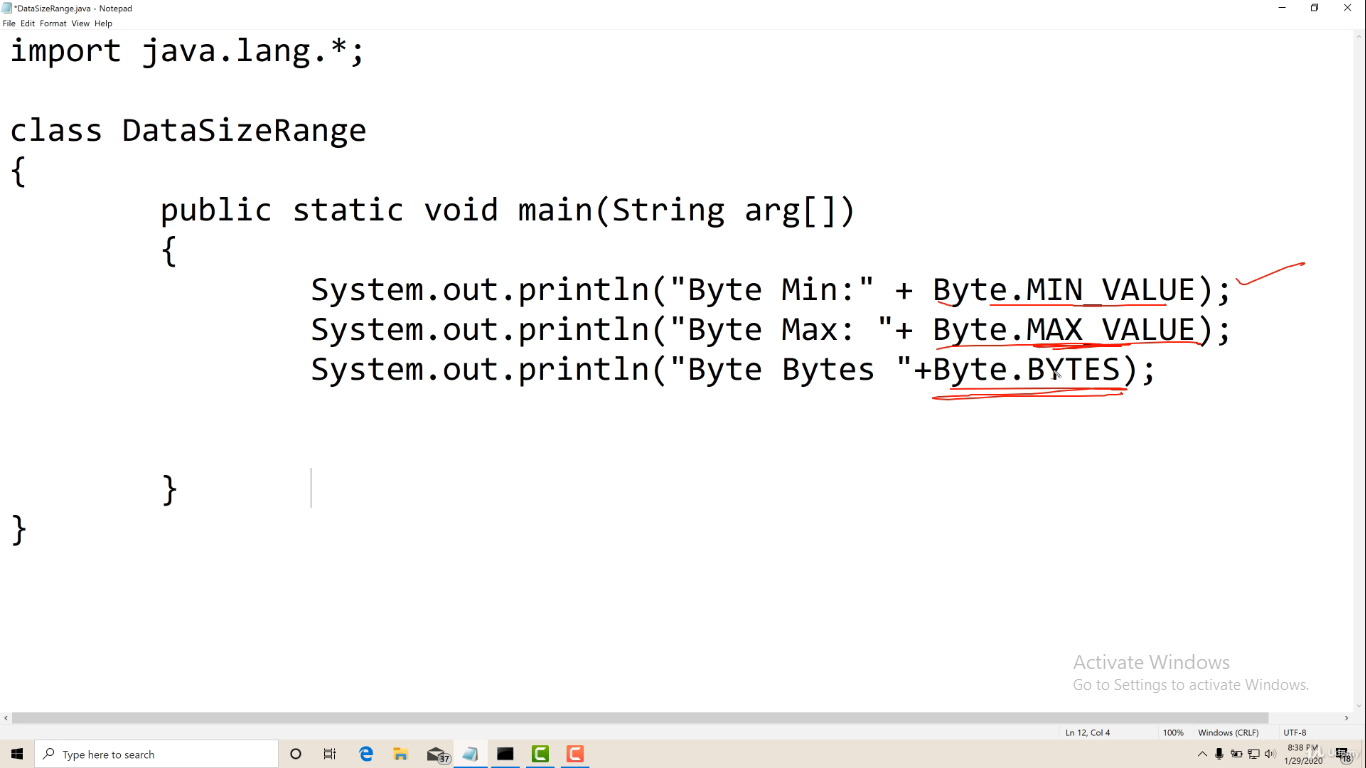 *DataSizeRange.java - Notepad
File Edit Format View Help
import java.lang.*;
class DataSizeRange
{
public static void main(String arg[])
{
System.out.println("Byte Min:" + Byte.MIN_VALUE);
System.out.println("Byte Max: "+ Byte.MAX_VALUE);
System.out.println("Byte Bytes "+Byte.BYTES);
}
}
Activate Windows
Go to Settings to activate Windows.
Ln 12, Col 4 100% Windows (CRLF) UTF-8
Type here to search
37
8:38 PM
1/29/2020
18